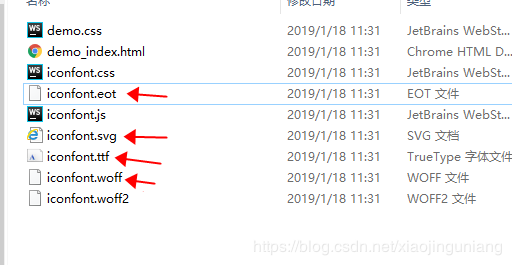 修改日期 类型
demo.css 2019/1/18 11:31 JetBrains WebSt...
demo_index.html 2019/1/18 11:31 Chrome HTML D...
iconfont.css 2019/1/18 11:31 JetBrains WebSt...
iconfont.eot 2019/1/18 11:31 EOT 文件
iconfont.js 2019/1/18 11:31 JetBrains WebSt...
iconfont.svg 2019/1/18 11:31 SVG 文档
iconfont.ttf 2019/1/18 11:31 TrueType 字体文件
iconfont.woff 2019/1/18 11:31 WOFF 文件
iconfont.woff2 2019/1/18 11:31 WOFF2 文件
https://blog.csdn.net/xiaojinguniang